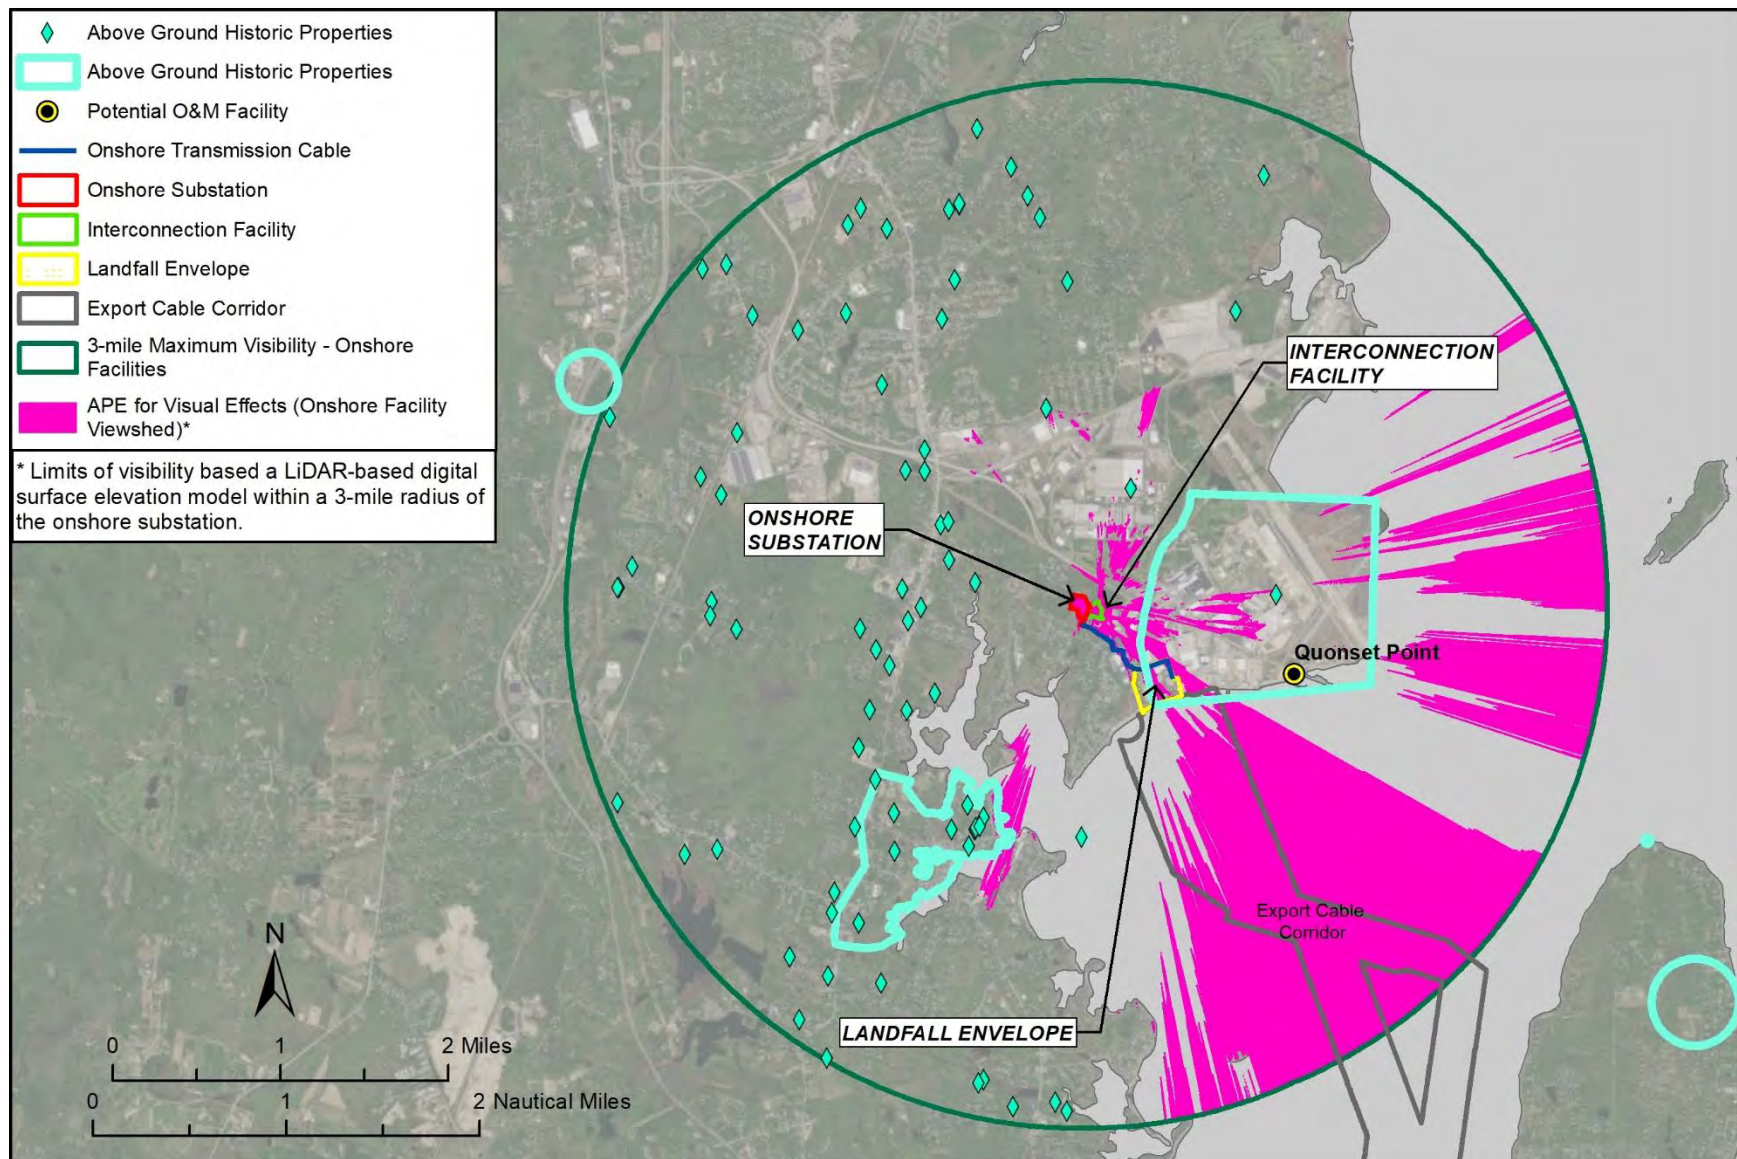 Above Ground Historic Properties
Above Ground Historic Properties
Potential O&M Facility
Onshore Transmission Cable
Onshore Substation
Interconnection Facility
Landfall Envelope
Export Cable Corridor
3-mile Maximum Visibility - Onshore
Facilities
APE for Visual Effects (Onshore Facility
Viewshed)*
* Limits of visibility based a LiDAR-based digital
surface elevation model within a 3-mile radius of
the onshore substation.
INTERCONNECTION
FACILITY
ONSHORE
SUBSTATION
Quonset Point
Export Cable
Corridor
LANDFALL ENVELOPE
N
0 1 2 Miles
0 1 2 Nautical Miles